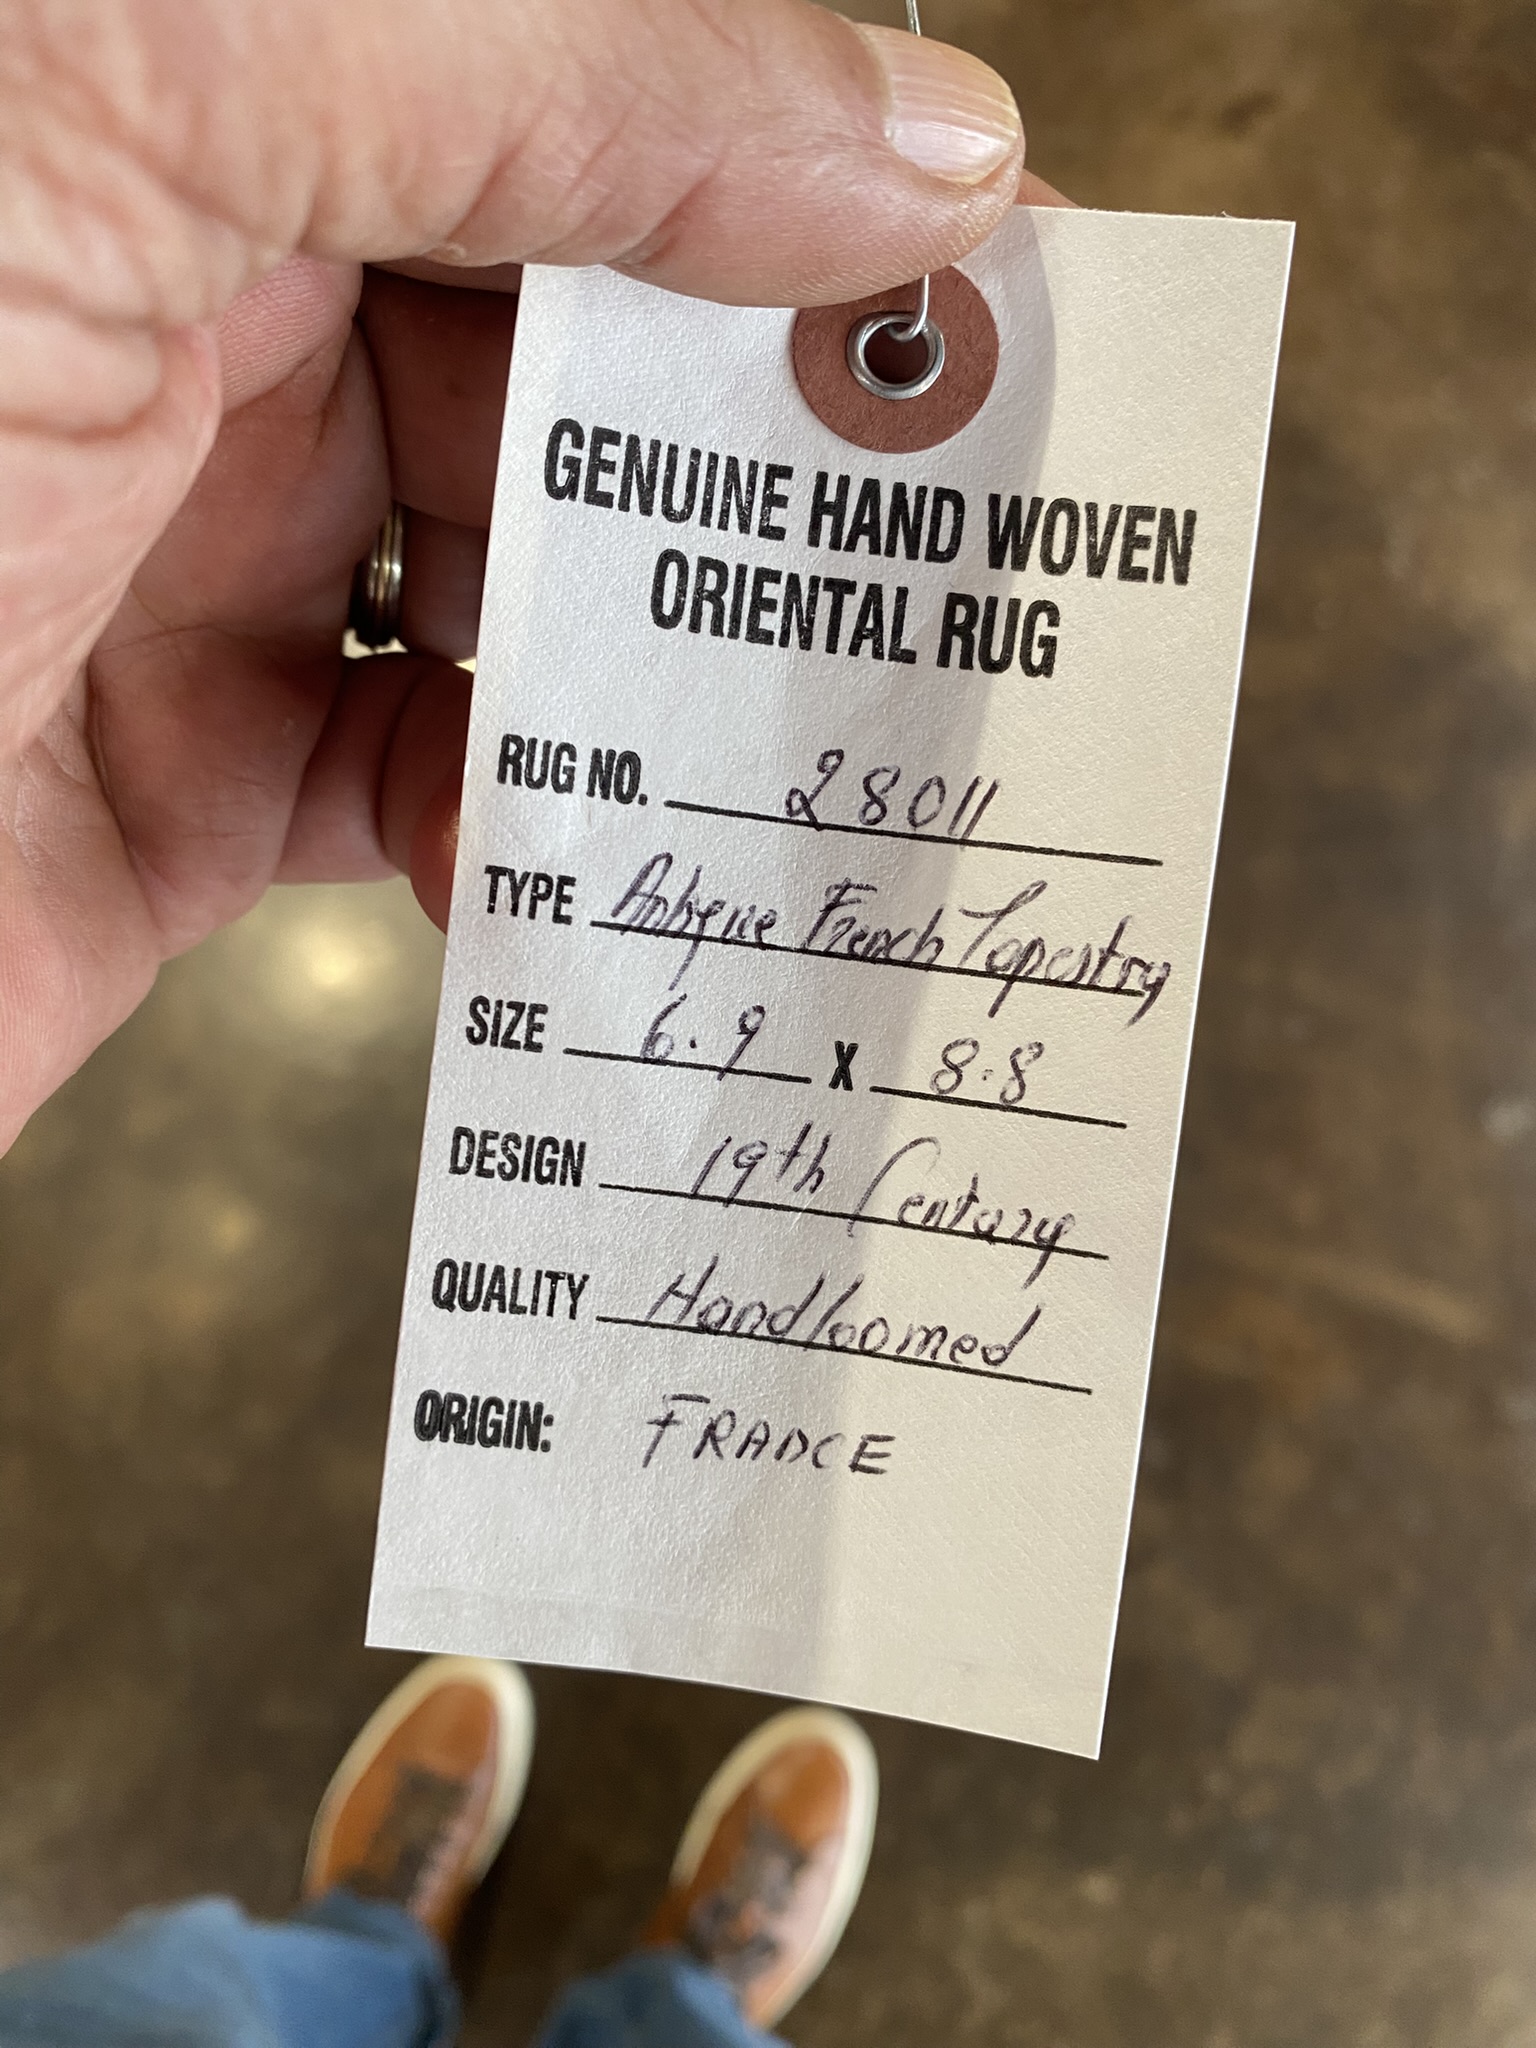 GENUINE HAND WOVEN
ORIENTAL RUG
RUG NO. 28011
TYPE Antique French Tapestry
SIZE 6.9 X 8.8
DESIGN 19th Century
QUALITY Handloomed
ORIGIN: FRANCE